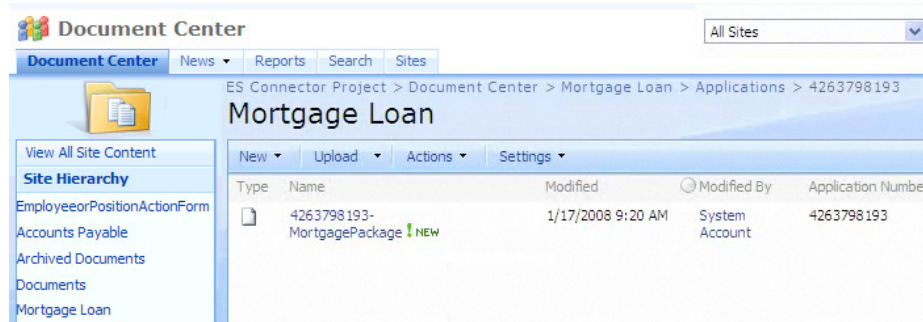 Document Center
All Sites
Document Center News Reports Search Sites
ES Connector Project > Document Center > Mortgage Loan > Applications > 4263798193
Mortgage Loan
View All Site Content
New Upload Actions Settings
Site Hierarchy
Type Name Modified Modified By Application Numbe
EmployeeorPositionActionForm
4263798193-
MortgagePackage ! NEW
1/17/2008 9:20 AM
System
Account
4263798193
Accounts Payable
Archived Documents
Documents
Mortgage Loan